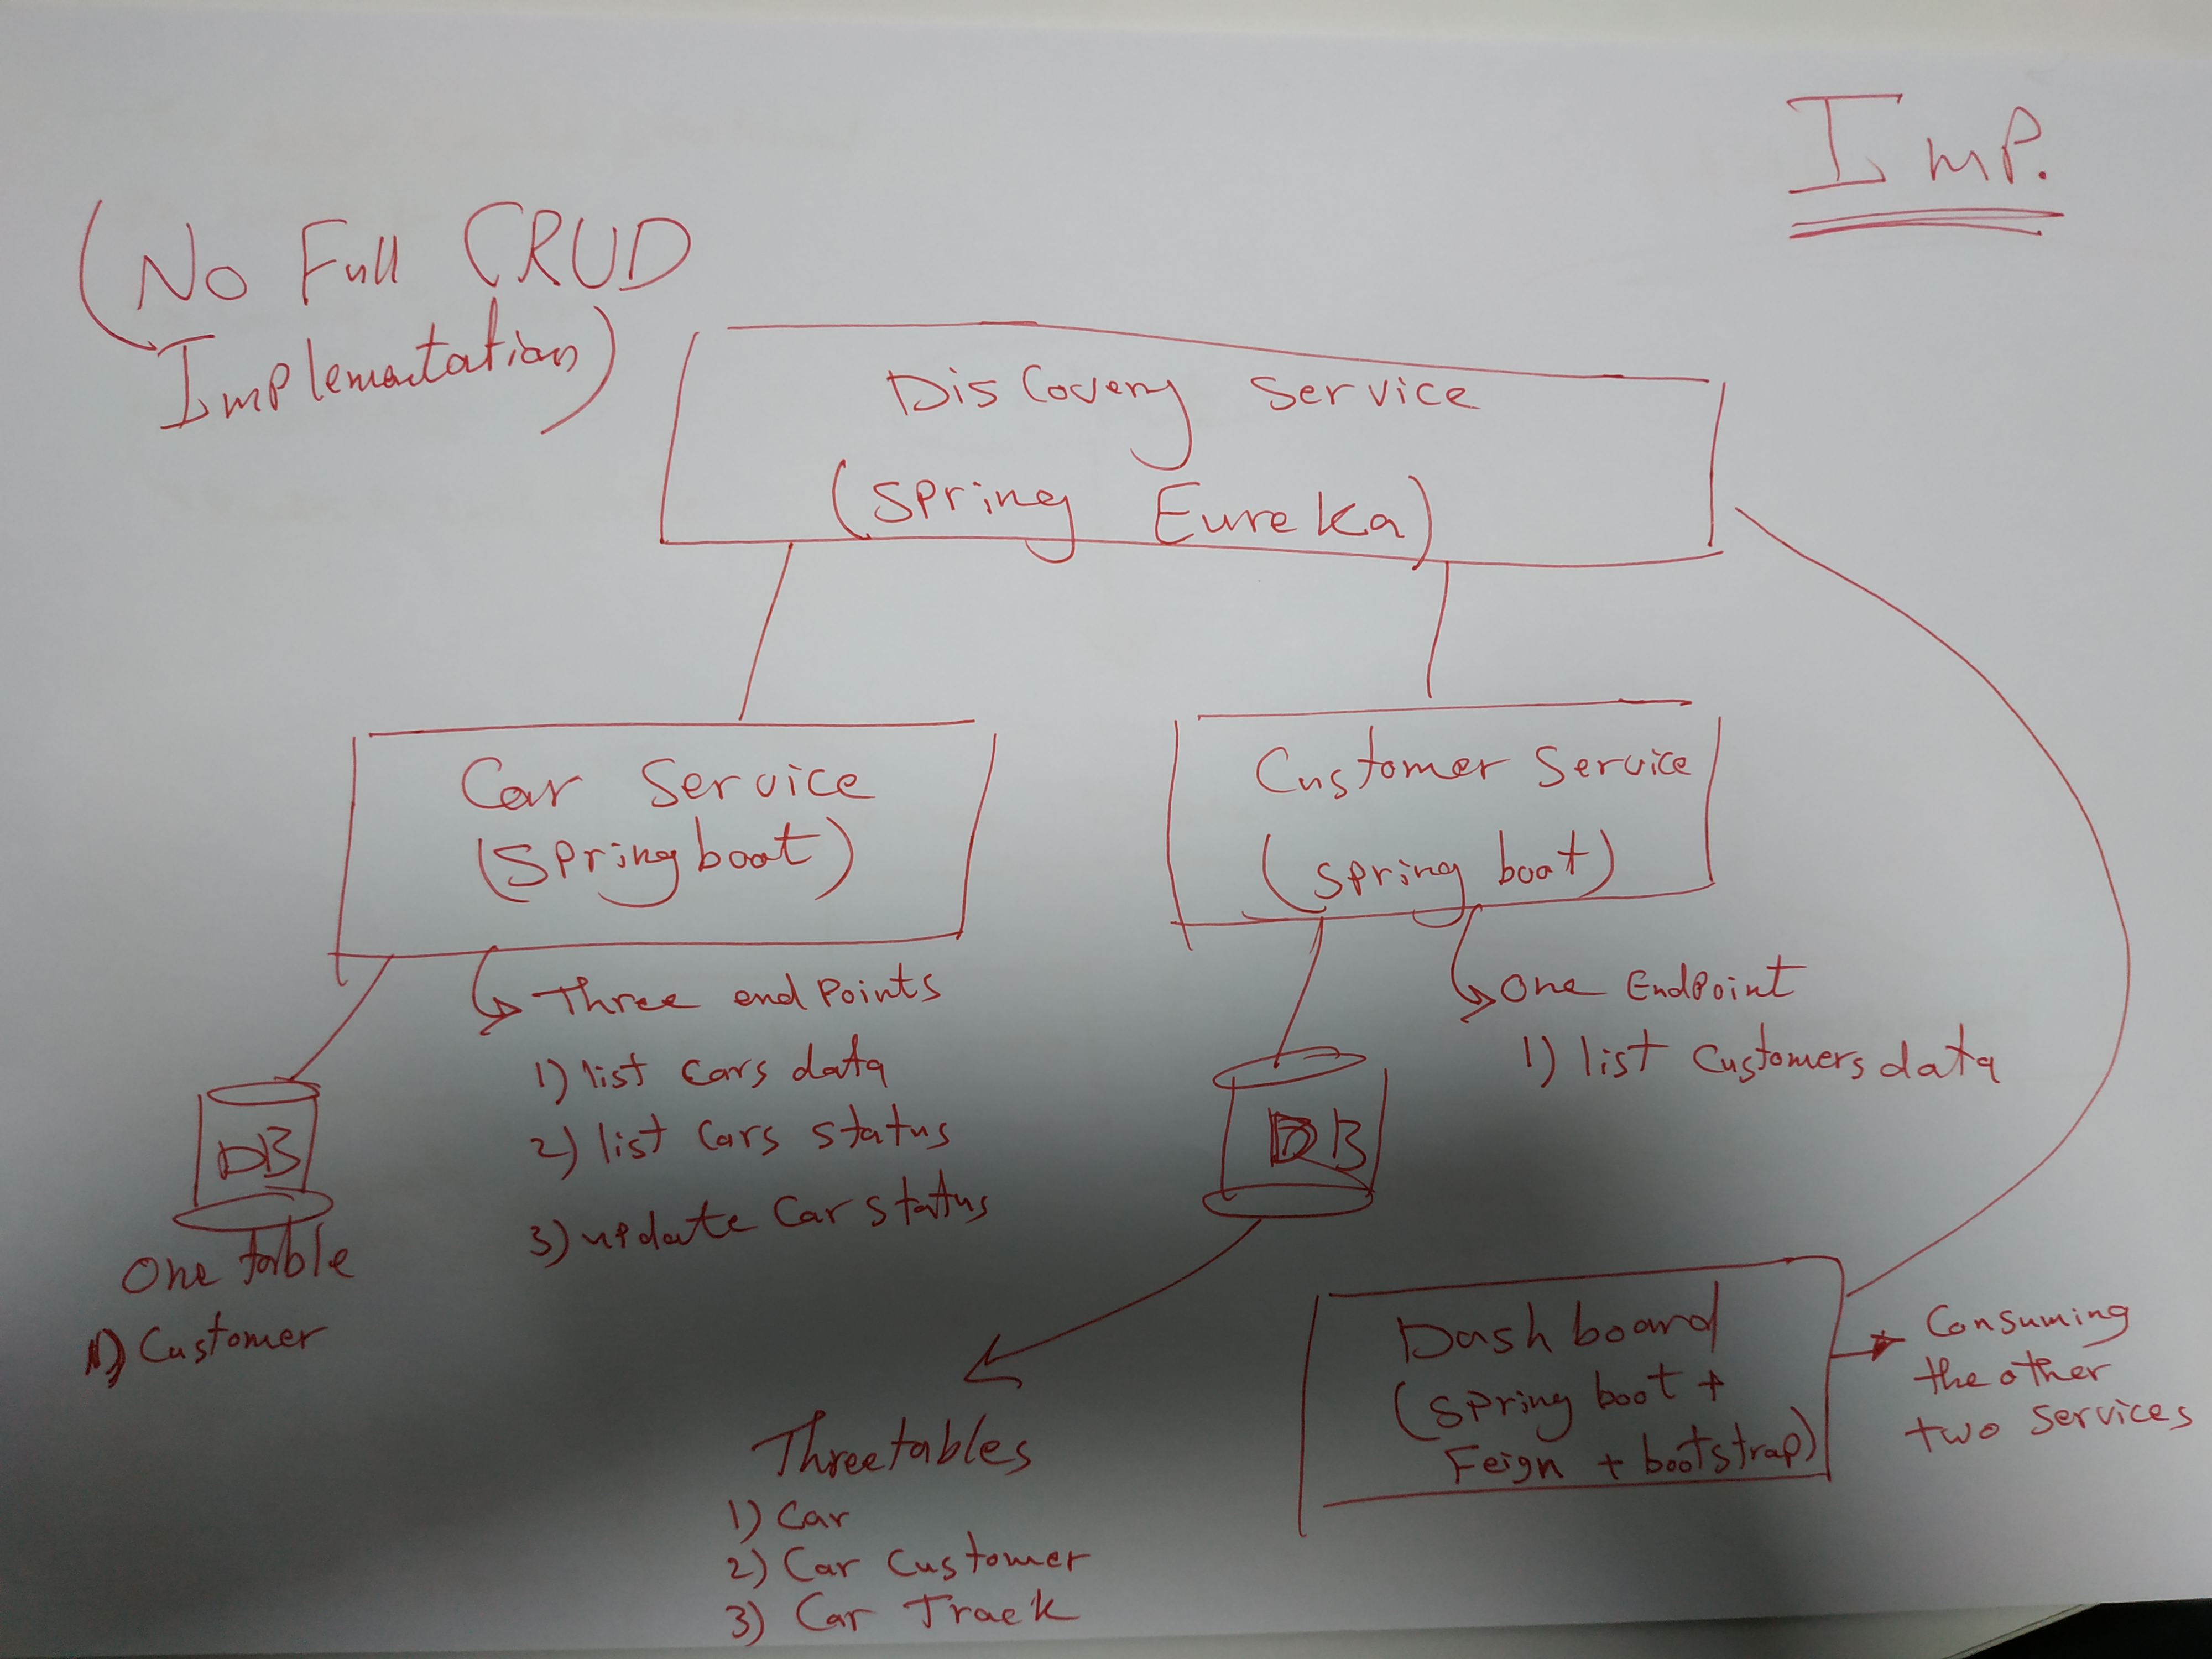 Imp.
(No Full CRUD
Implementation)
Discovery Service
(Spring Eureka)
Car Service
(Spring boot)
Customer Service
(Spring boot)
Three endPoints
1) list cars data
2) list cars status
3) update car status
One EndPoint
1) list customers data
DB
One table
1) Customer
DB
Three tables
1) Car
2) Car Customer
3) Car Track
Dash board
(Spring boot +
Feign + bootstrap)
Consuming
the other
two services